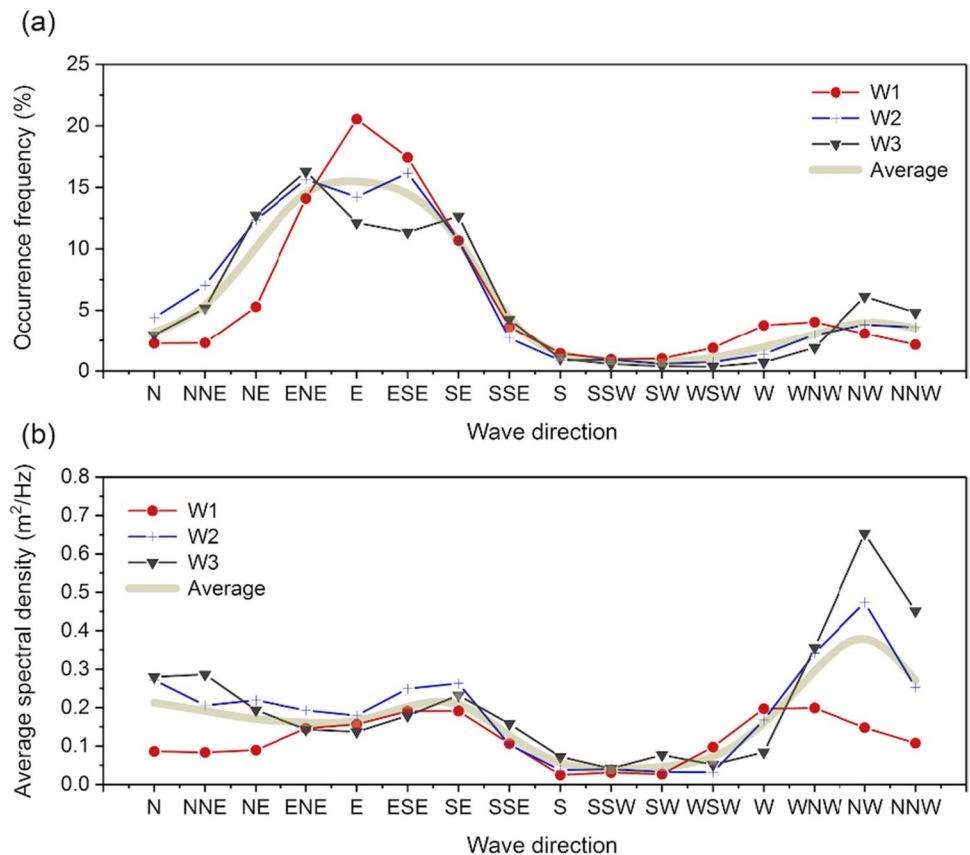 (a)
Occurrence frequency (%)
25
20
15
10
5
0
W1
W2
W3
Average
N NNE NE ENE E ESE SE SSE S SSW SW WSW W WNW NW NNW
Wave direction
(b)
Average spectral density (m²/Hz)
0.8
0.7
0.6
0.5
0.4
0.3
0.2
0.1
0.0
W1
W2
W3
Average
N NNE NE ENE E ESE SE SSE S SSW SW WSW W WNW NW NNW
Wave direction